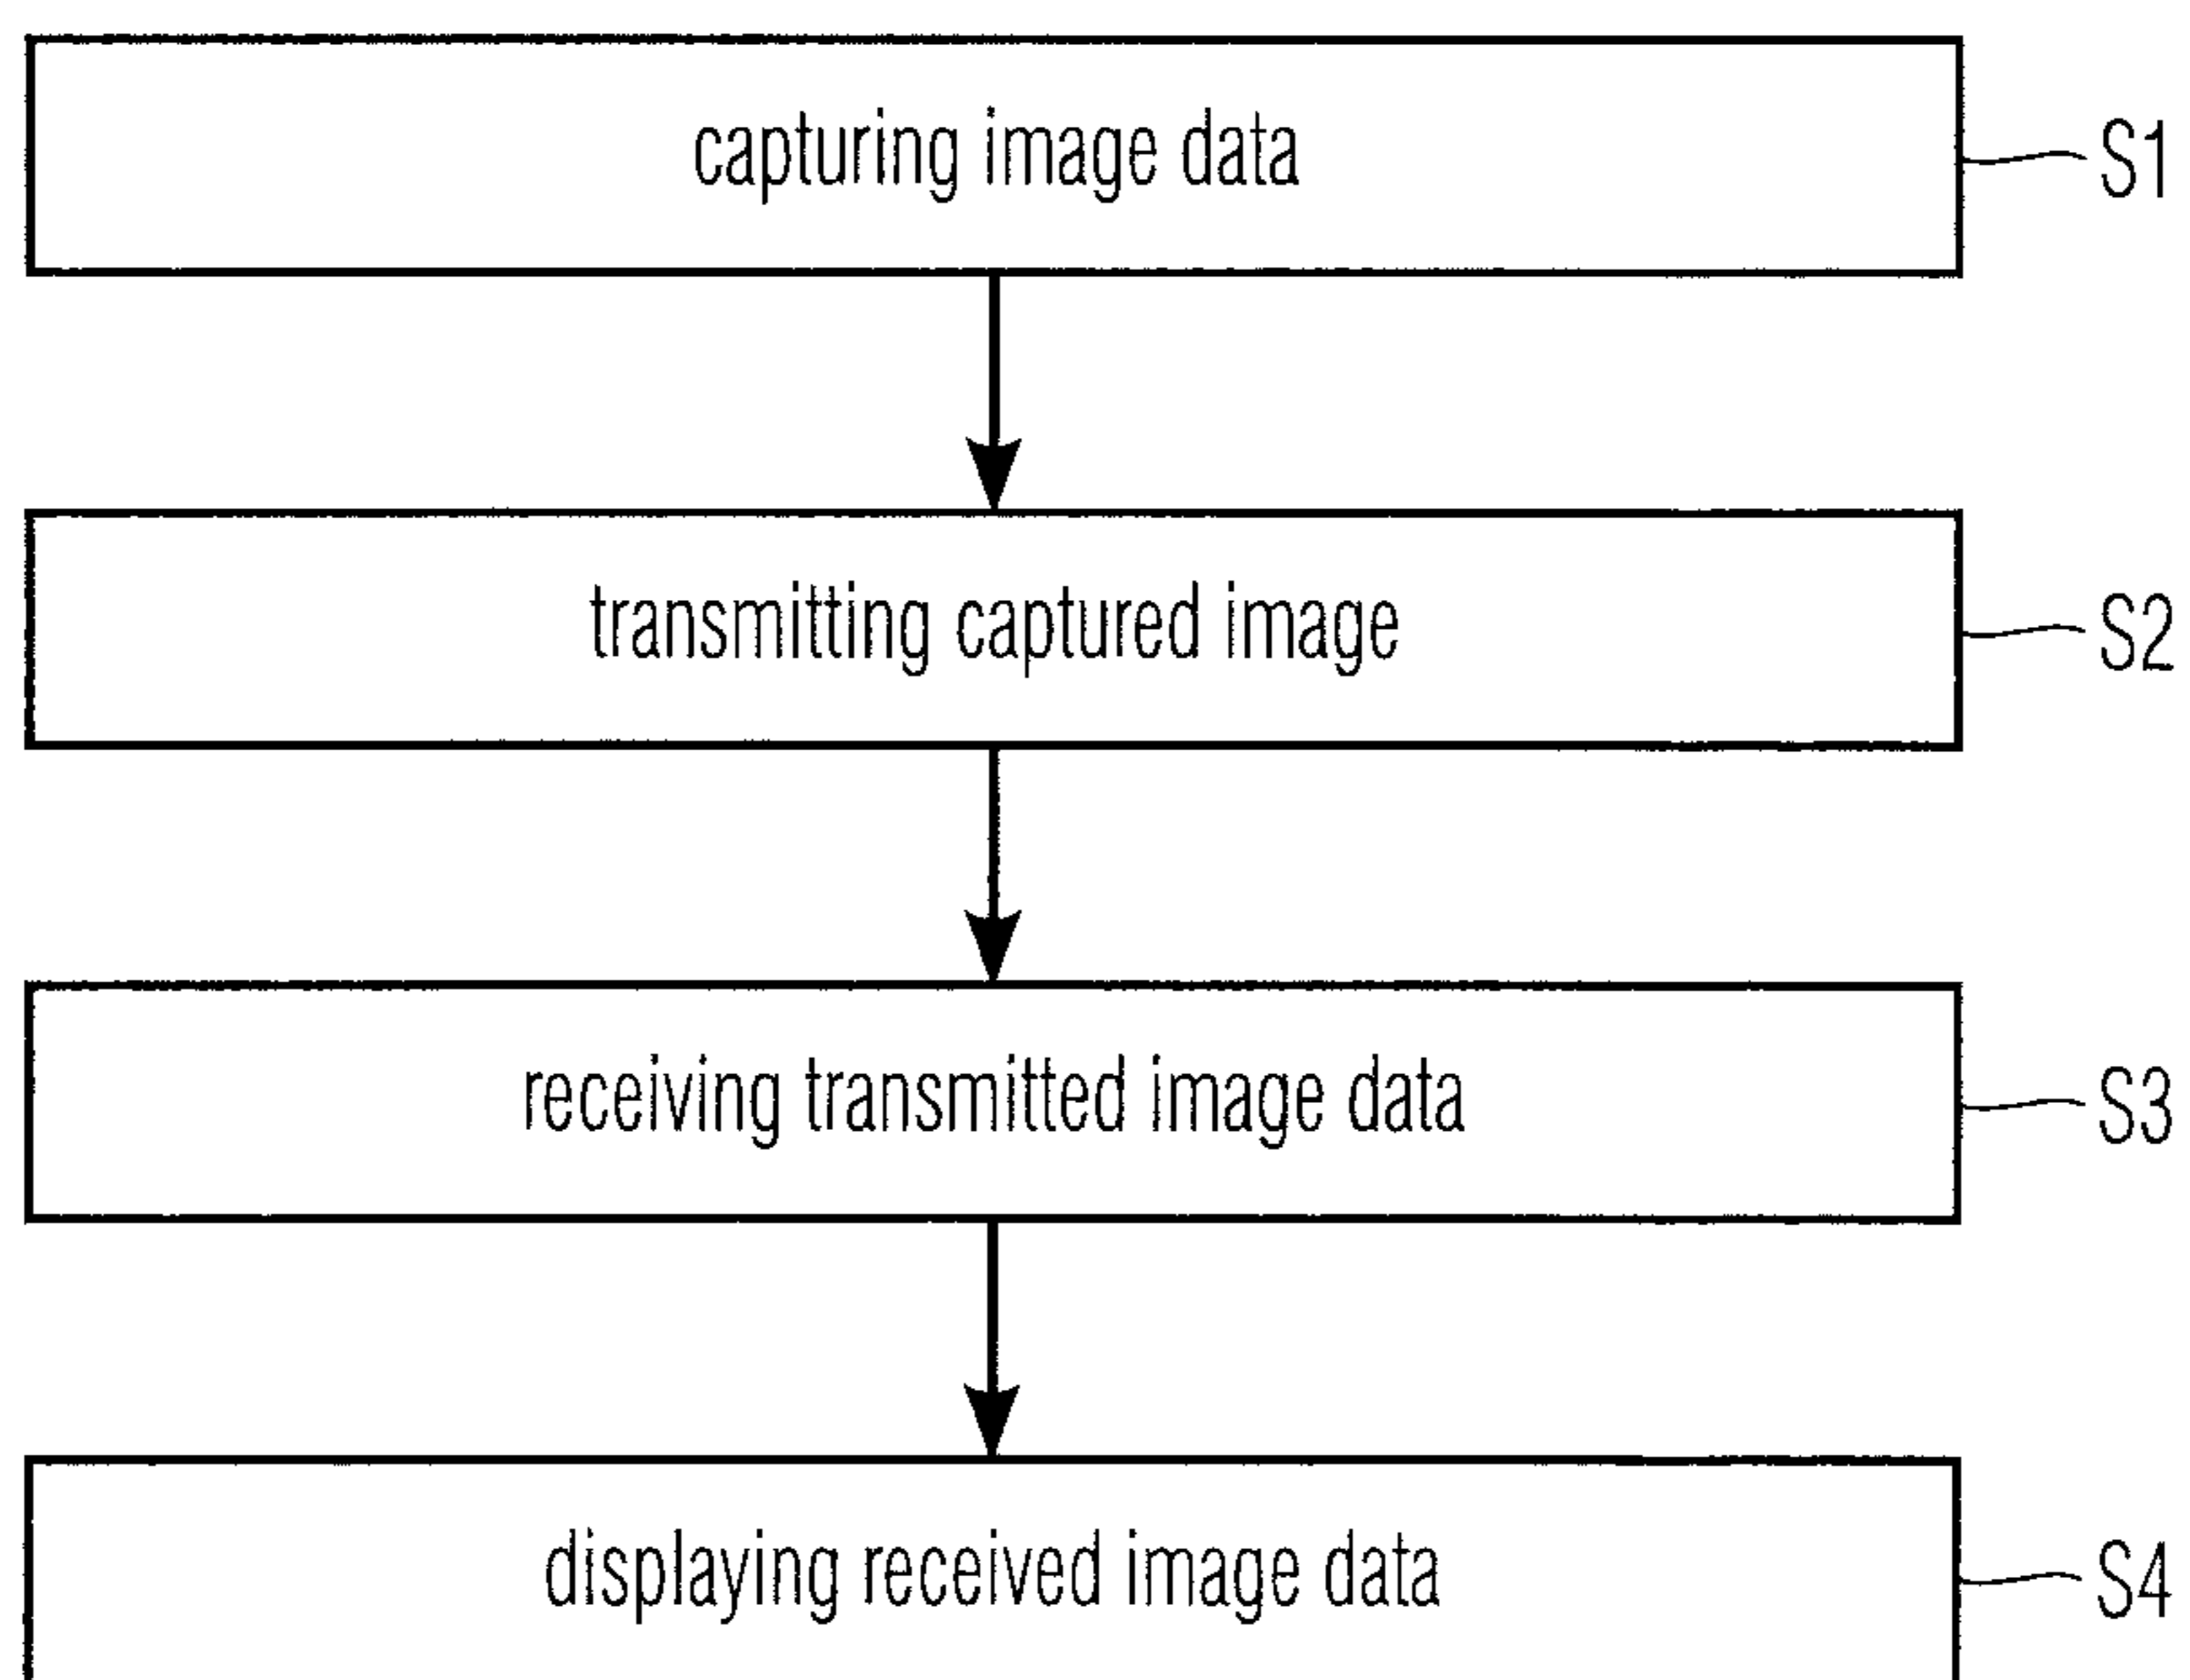 capturing image data S1
transmitting captured image S2
receiving transmitted image data S3
displaying received image data S4